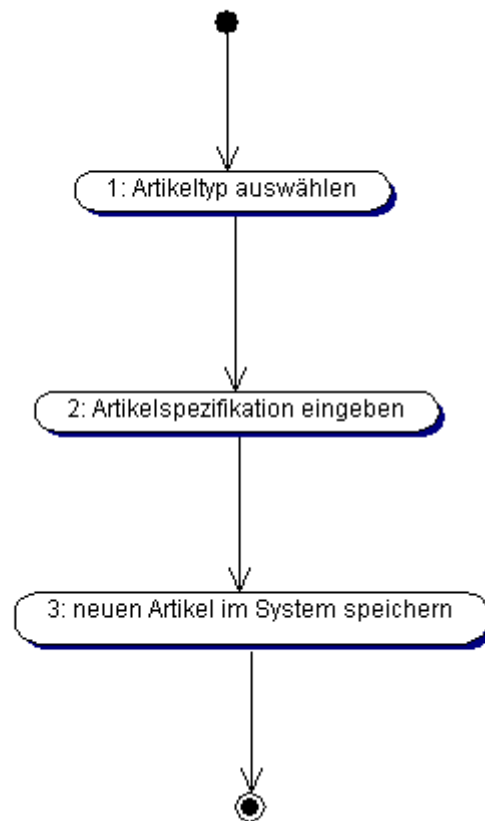 1: Artikeltyp auswählen
2: Artikelspezifikation eingeben
3: neuen Artikel im System speichern